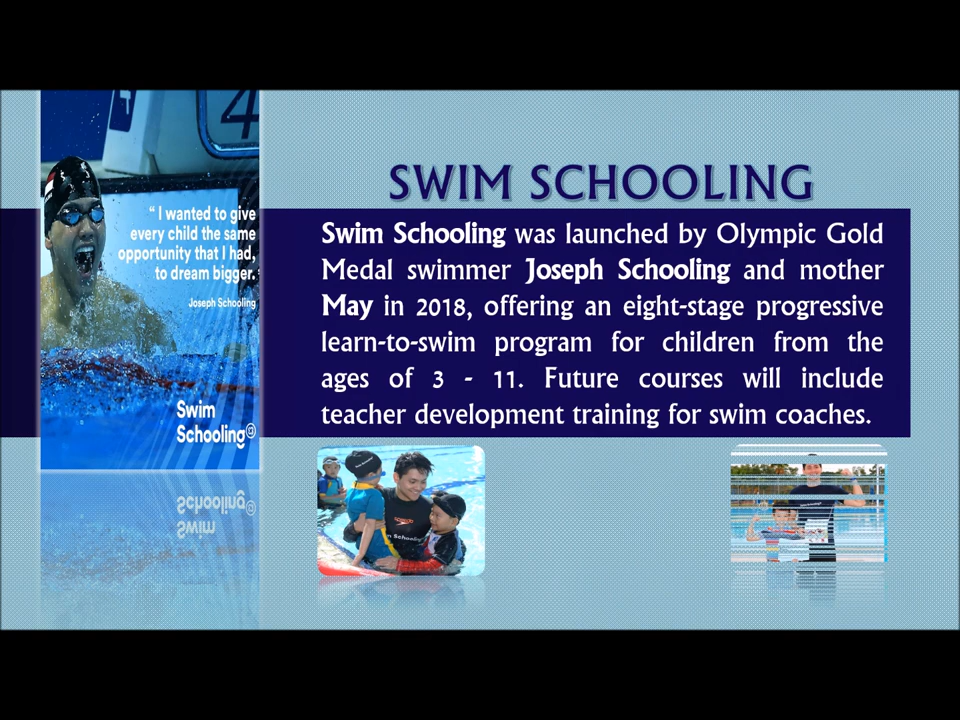 SWIM SCHOOLING
Swim Schooling was launched by Olympic Gold
Medal swimmer Joseph Schooling and mother
May in 2018, offering an eight-stage progressive
learn-to-swim program for children from the
ages of 3 - 11. Future courses will include
teacher development training for swim coaches.
4
“ I wanted to give
every child the same
opportunity that I had,
to dream bigger.
Joseph Schooling
Swim
Schooling@